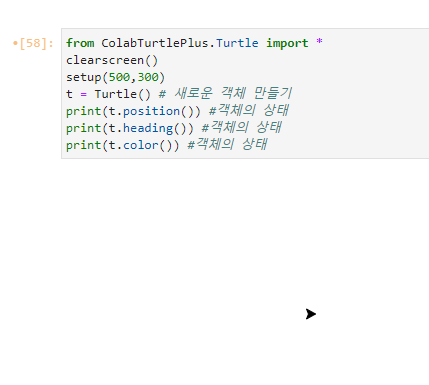 [58]:
from ColabTurtlePlus.Turtle import *
clearscreen()
setup(500,300)
t = Turtle() # 새로운 객체 만들기
print(t.position()) #객체의 상태
print(t.heading()) #객체의 상태
print(t.color()) #객체의 상태